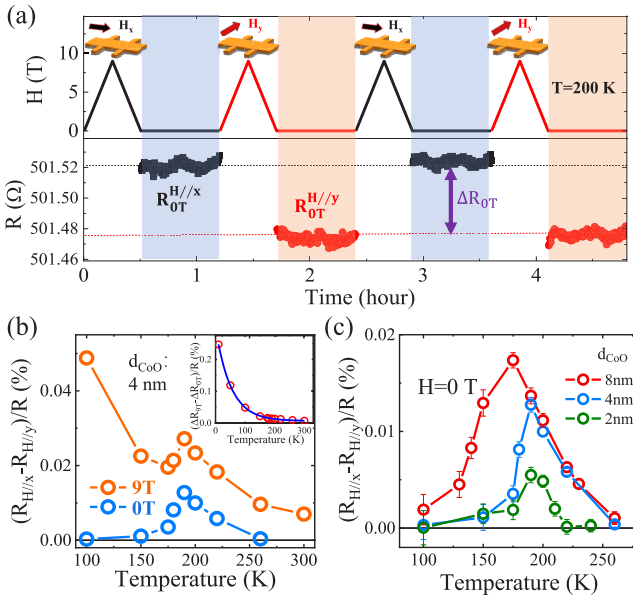 (a)
Hx Hy Hx Hy
10
5
0
H (T)
T=200 K
501.52
501.50
501.48
501.46
R (Ω)
R0T^H//x R0T^H//y ΔR0T
0 1 2 3 4
Time (hour)
(b)
dCoO:
4 nm
0.04
0.02
0.00
(RH//x-RH//y)/R (%)
0.2
0.1
0.0
(ΔR9T-ΔR0T)/R(%)
0 100 200 300
Temperature (K)
9T
0T
100 150 200 250 300
Temperature (K)
(c)
H=0 T
dCoO
8nm
4nm
2nm
0.02
0.01
0.00
(RH//x-RH//y)/R (%)
100 150 200 250
Temperature (K)